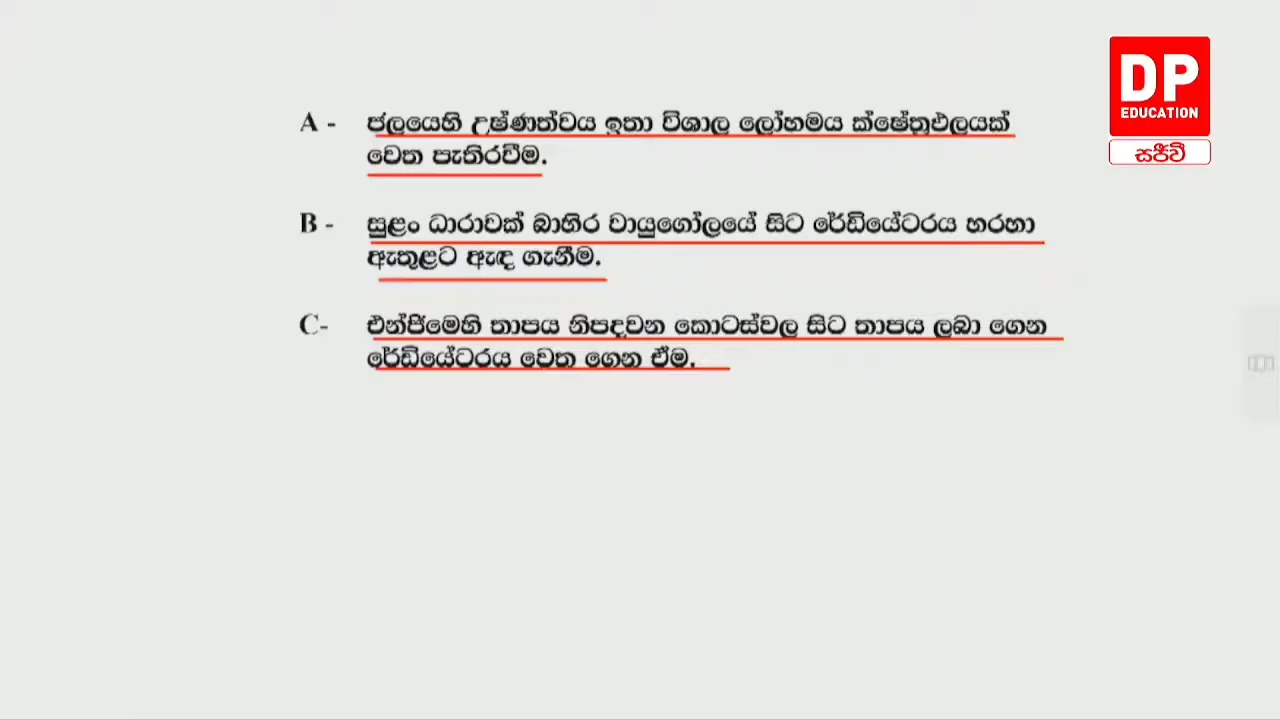 DP
EDUCATION
සජීවී
A - ජලයෙහි උෂ්ණත්වය ඉතා විශාල ලෝහමය ක්ෂේත්‍රඵලයක්
වෙත පැතිරවීම.
B - සුළං ධාරාවක් බාහිර වායුගෝලයේ සිට රේඩියේටරය හරහා
ඇතුළට ඇඳ ගැනීම.
C- එන්ජිමෙහි තාපය නිපදවන කොටස්වල සිට තාපය ලබා ගෙන
රේඩියේටරය වෙත ගෙන ඒම.